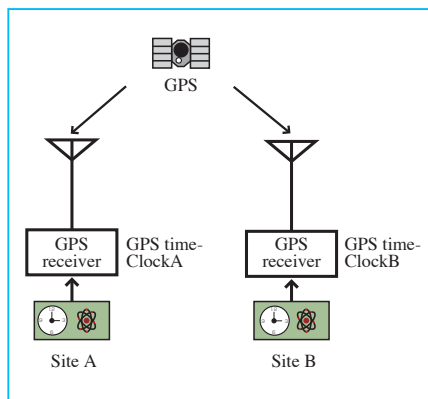 GPS
GPS
receiver
GPS time-
ClockA
GPS
receiver
GPS time-
ClockB
Site A
Site B